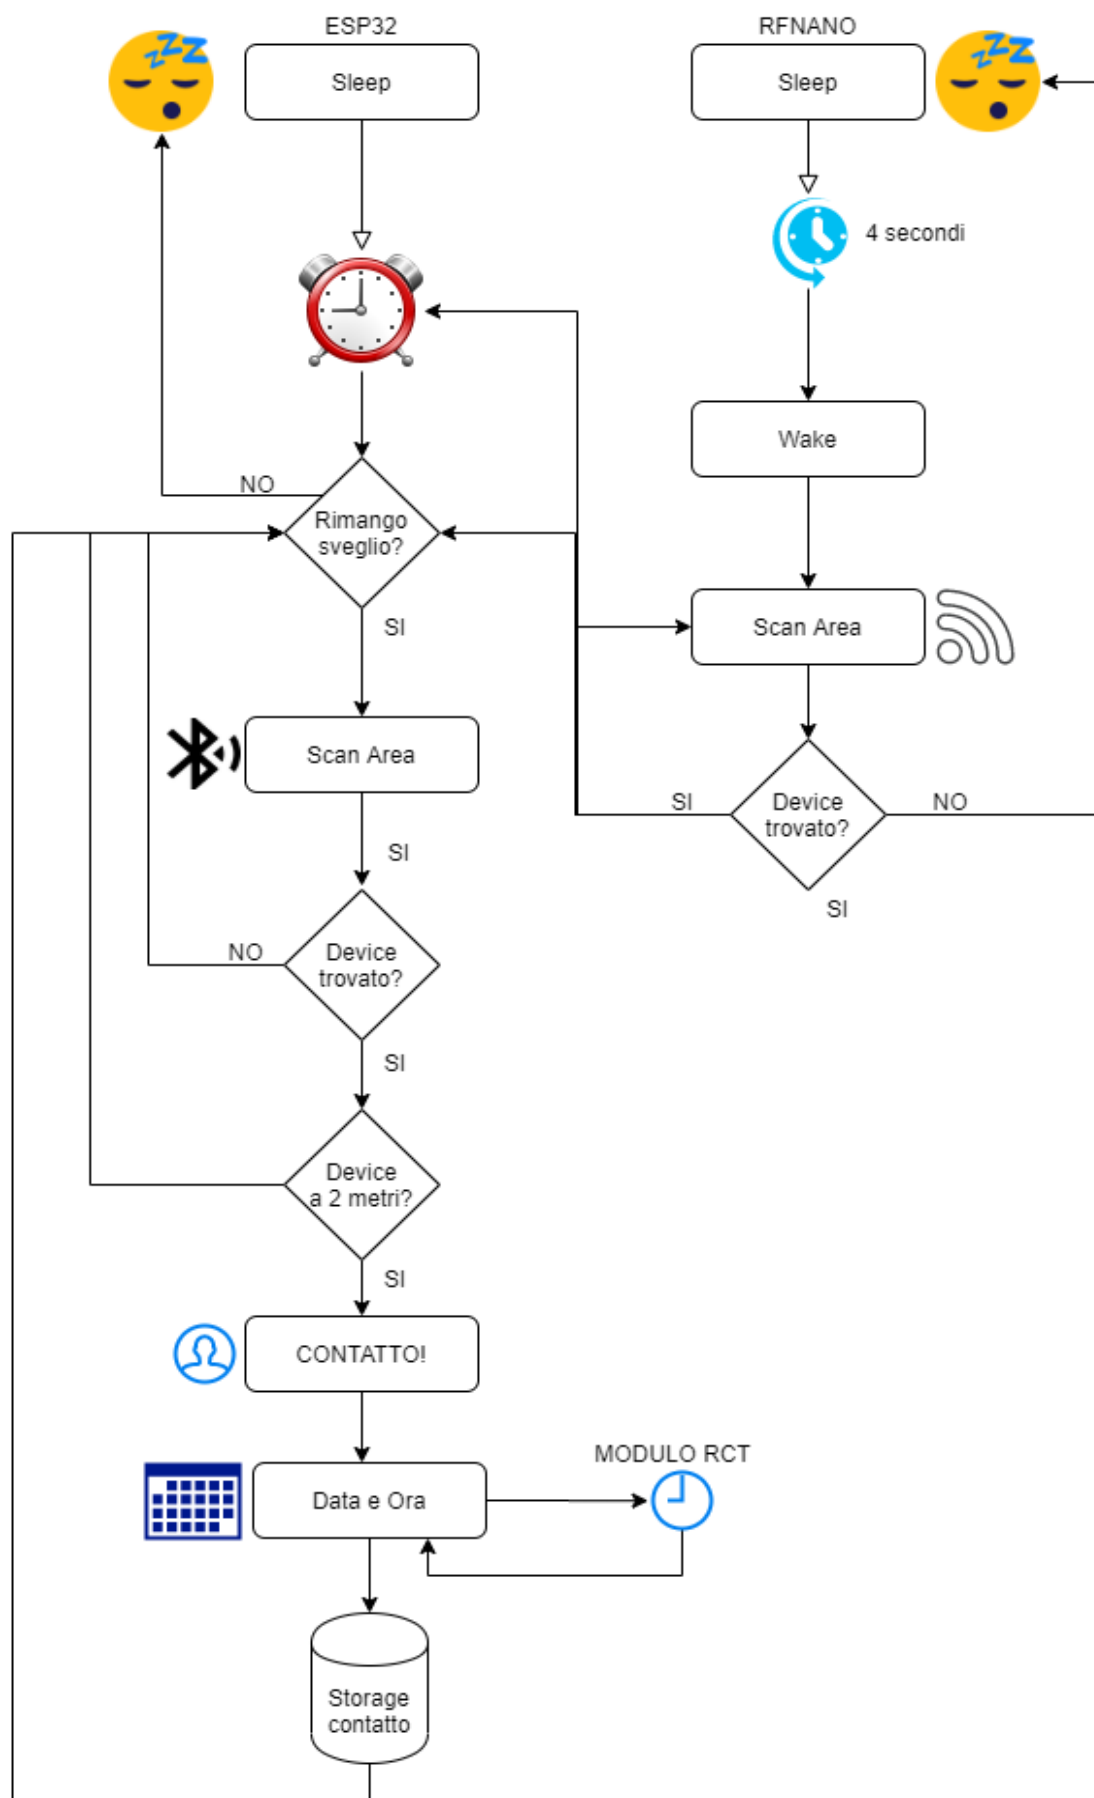 ESP32
RFNANO
Sleep
Sleep
4 secondi
Wake
NO
Rimango
sveglio?
SI
Scan Area
Scan Area
SI
Device
trovato?
SI
NO
SI
NO
Device
trovato?
SI
Device
a 2 metri?
SI
CONTATTO!
MODULO RCT
Data e Ora
Storage
contatto